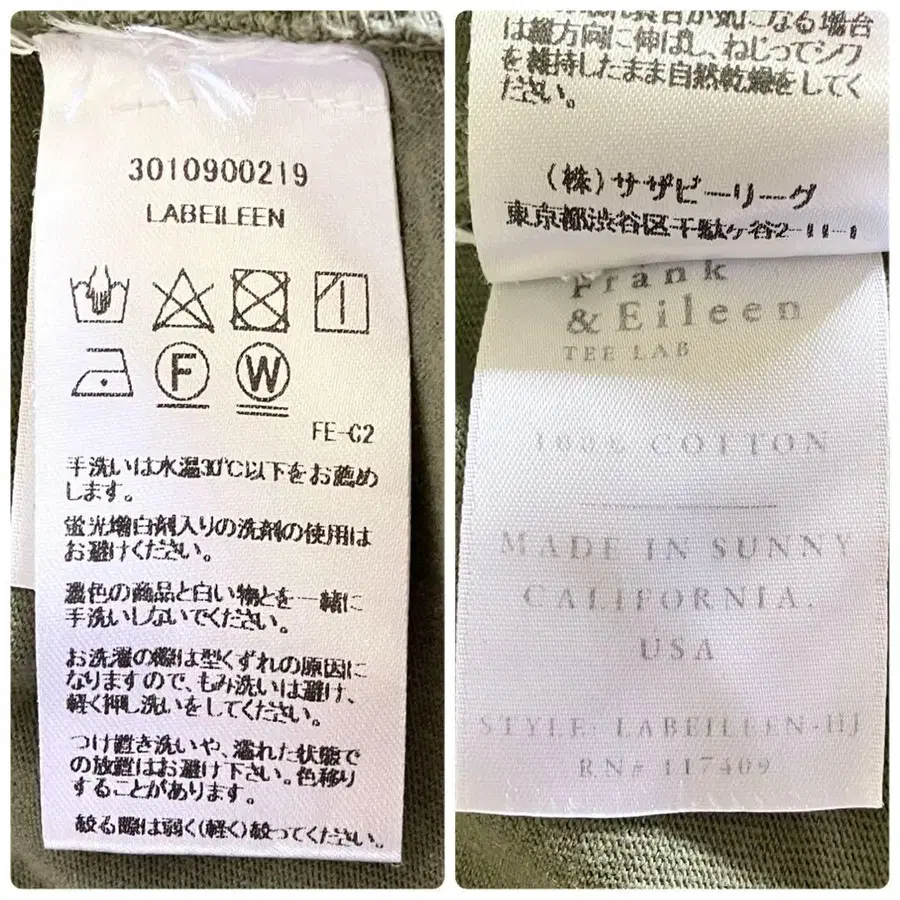 3010900219
LABEILEEN
F
W
FE-C2
手洗いは水温30℃以下をお薦め
します。
蛍光増白剤入りの洗剤の使用は
お避けください。
濃色の商品と白い物とを一緒に
手洗いしないでください。
お洗濯の際は型くずれの原因に
なりますので、もみ洗いは避け、
軽く押し洗いをしてください。
つけ置き洗いや、濡れた状態で
の放置はお避け下さい。色移り
することがあります。
絞る際は弱く(軽く)絞ってください。
が気になる場合
は縦方向に伸ばし、ねじってシワ
を維持したまま自然乾燥をしてく
ださい。
(株)サザビーリーグ
東京都渋谷区千駄ヶ谷2-11-1
Frank
& Eileen
TEE LAB
100% COTTON
MADE IN SUNNY
CALIFORNIA,
USA
STYLE- LABEILEEN-HJ
RN# 117409